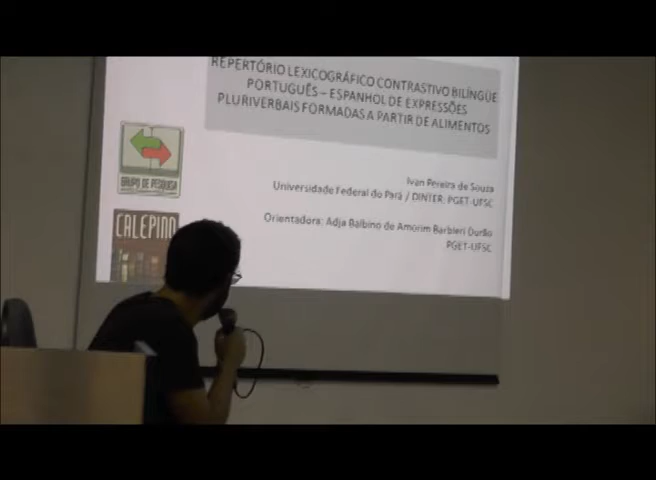 REPERTÓRIO LEXICOGRÁFICO CONTRASTIVO BILÍNGUE
PORTUGUÊS – ESPANHOL DE EXPRESSÕES
PLURIVERBAIS FORMADAS A PARTIR DE ALIMENTOS
GRUPO DE PESQUISA
CALEPINO
Ivan Pereira de Souza
Universidade Federal do Pará / DINTER: PGET-UFSC
Orientadora: Adja Balbino de Amorim Barbieri Durão
PGET-UFSC